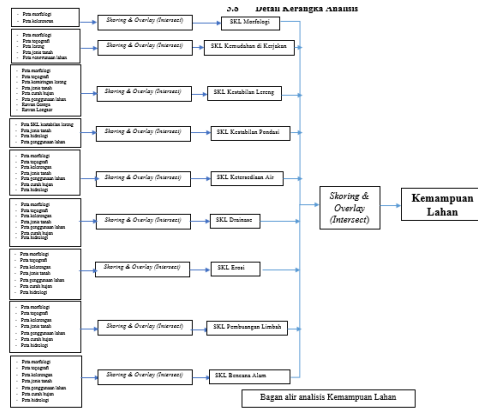 3.8 Detail Kerangka Analisis
- Peta morfologi
- Peta kelerengan
Skoring & Overlay (Intersect)
SKL Morfologi
- Peta morfologi
- Peta topografi
- Peta lereng
- Peta jenis tanah
- Peta penggunaan lahan
Skoring & Overlay (Intersect)
SKL Kemudahan di Kerjakan
- Peta morfologi
- Peta topografi
- Peta kemiringan lereng
- Peta jenis tanah
- Peta curah hujan
- Peta penggunaan lahan
- Rawan Gempa
- Rawan Longsor
Skoring & Overlay (Intersect)
SKL Kestabilan Lereng
- Peta SKL kestabilan lereng
- Peta jenis tanah
- Peta hidrologi
- Peta penggunaan lahan
Skoring & Overlay (Intersect)
SKL Kestabilan Pondasi
- Peta morfologi
- Peta topografi
- Peta kelerengan
- Peta jenis tanah
- Peta penggunaan lahan
- Peta curah hujan
- Peta hidrologi
Skoring & Overlay (Intersect)
SKL Ketersediaan Air
- Peta morfologi
- Peta topografi
- Peta kelerengan
- Peta jenis tanah
- Peta penggunaan lahan
- Peta curah hujan
- Peta hidrologi
Skoring & Overlay (Intersect)
SKL Drainase
- Peta morfologi
- Peta topografi
- Peta kelerengan
- Peta jenis tanah
- Peta penggunaan lahan
- Peta curah hujan
- Peta hidrologi
Skoring & Overlay (Intersect)
SKL Erosi
- Peta morfologi
- Peta topografi
- Peta kelerengan
- Peta jenis tanah
- Peta penggunaan lahan
- Peta curah hujan
- Peta hidrologi
Skoring & Overlay (Intersect)
SKL Pembuangan Limbah
- Peta morfologi
- Peta topografi
- Peta kelerengan
- Peta jenis tanah
- Peta penggunaan lahan
- Peta curah hujan
- Peta hidrologi
Skoring & Overlay (Intersect)
SKL Bencana Alam
Skoring &
Overlay
(Intersect)
Kemampuan
Lahan
Bagan alir analisis Kemampuan Lahan